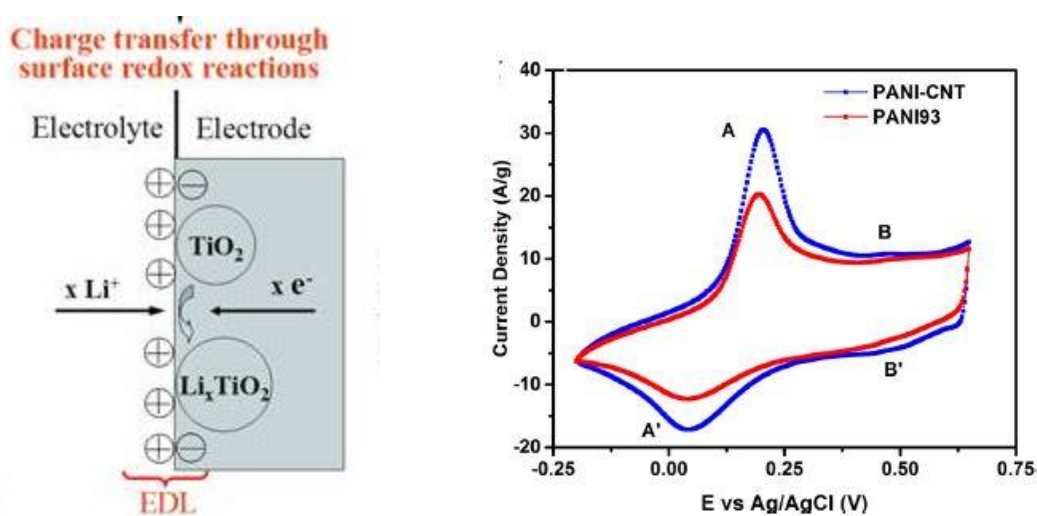 Charge transfer through
surface redox reactions
Electrolyte
Electrode
TiO₂
x Li⁺
x e⁻
LiₓTiO₂
EDL
PANI-CNT
PANI93
A
B
A'
B'
Current Density (A/g)
40
30
20
10
0
-10
-20
-0.25
0.00
0.25
0.50
0.75
E vs Ag/AgCl (V)